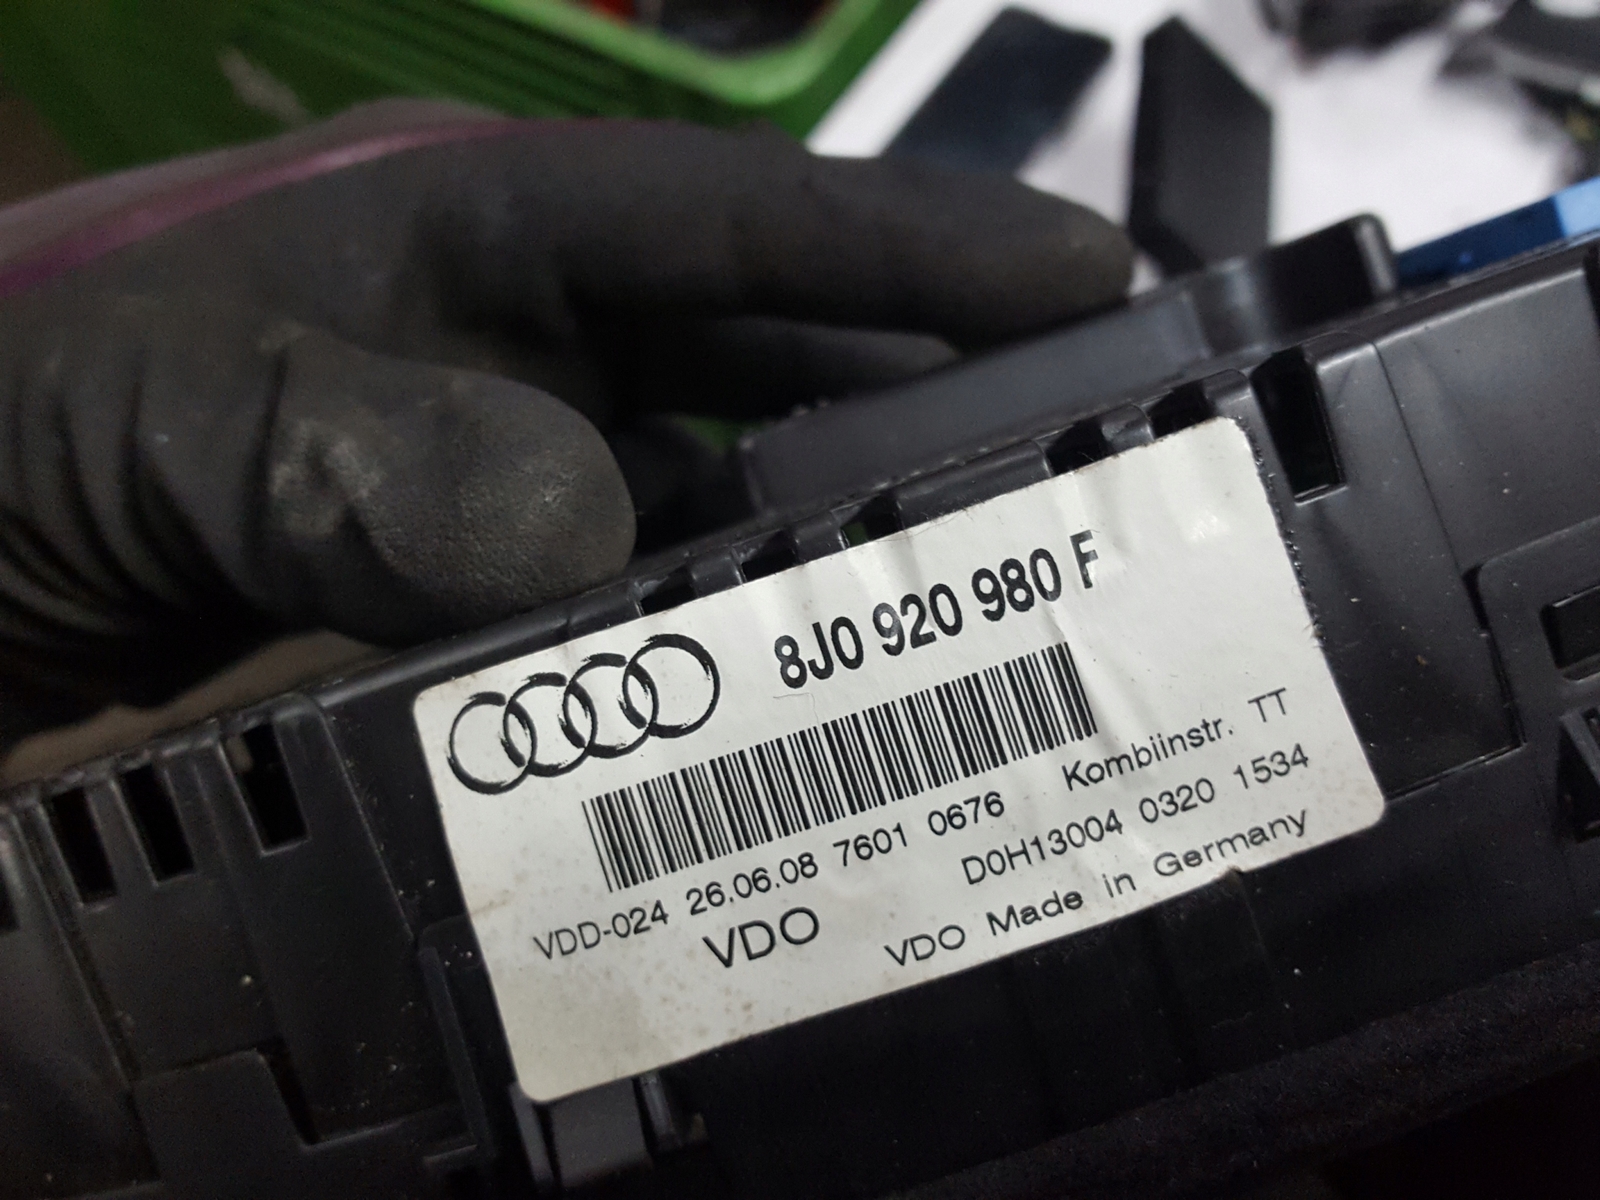 8J0 920 980 F
Kombiinstr. TT
VDD-024 26.06.08 7601 0676
D0H13004 0320 1534
VDO
VDO Made in Germany